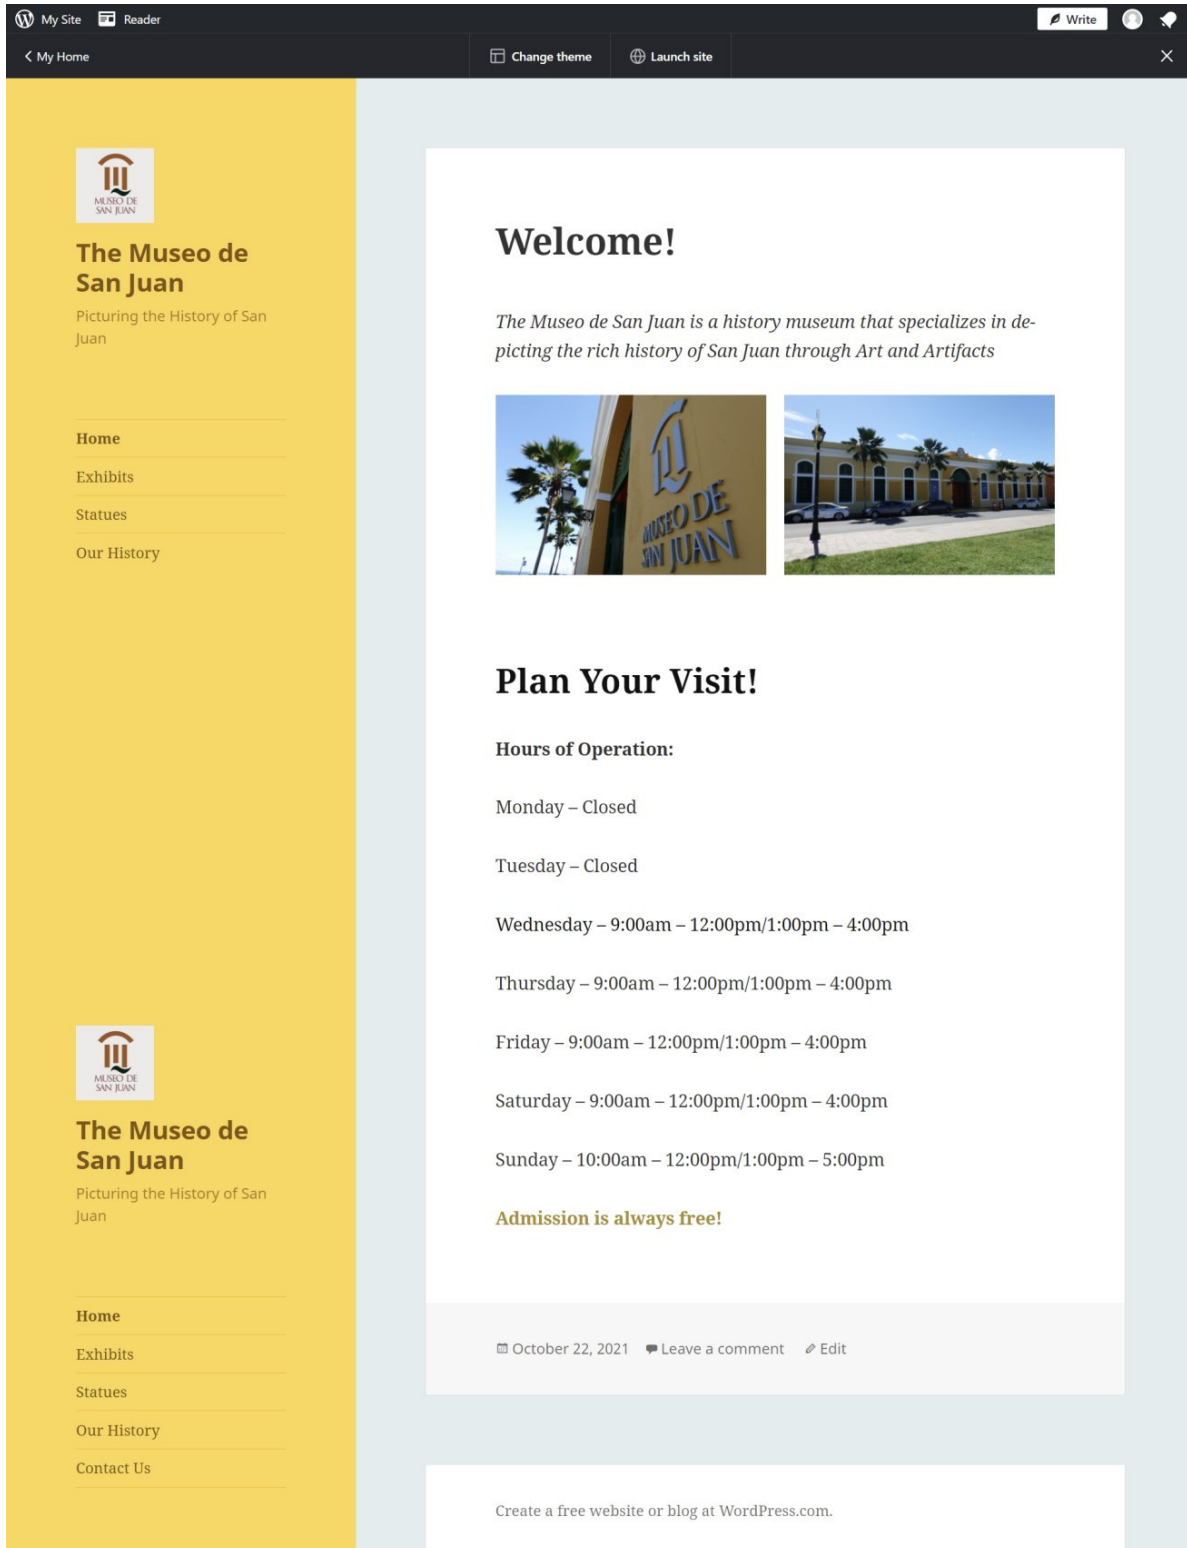 My Site
Reader
Write
My Home
Change theme
Launch site
MUSEO DE
SAN JUAN
The Museo de
San Juan
Picturing the History of San
Juan
Home
Exhibits
Statues
Our History
Welcome!
The Museo de San Juan is a history museum that specializes in de-
picting the rich history of San Juan through Art and Artifacts
MUSEO DE
SAN JUAN
Plan Your Visit!
Hours of Operation:
Monday – Closed
Tuesday – Closed
Wednesday – 9:00am – 12:00pm/1:00pm – 4:00pm
Thursday – 9:00am – 12:00pm/1:00pm – 4:00pm
Friday – 9:00am – 12:00pm/1:00pm – 4:00pm
Saturday – 9:00am – 12:00pm/1:00pm – 4:00pm
Sunday – 10:00am – 12:00pm/1:00pm – 5:00pm
Admission is always free!
MUSEO DE
SAN JUAN
The Museo de
San Juan
Picturing the History of San
Juan
Home
Exhibits
Statues
Our History
Contact Us
October 22, 2021
Leave a comment
Edit
Create a free website or blog at WordPress.com.